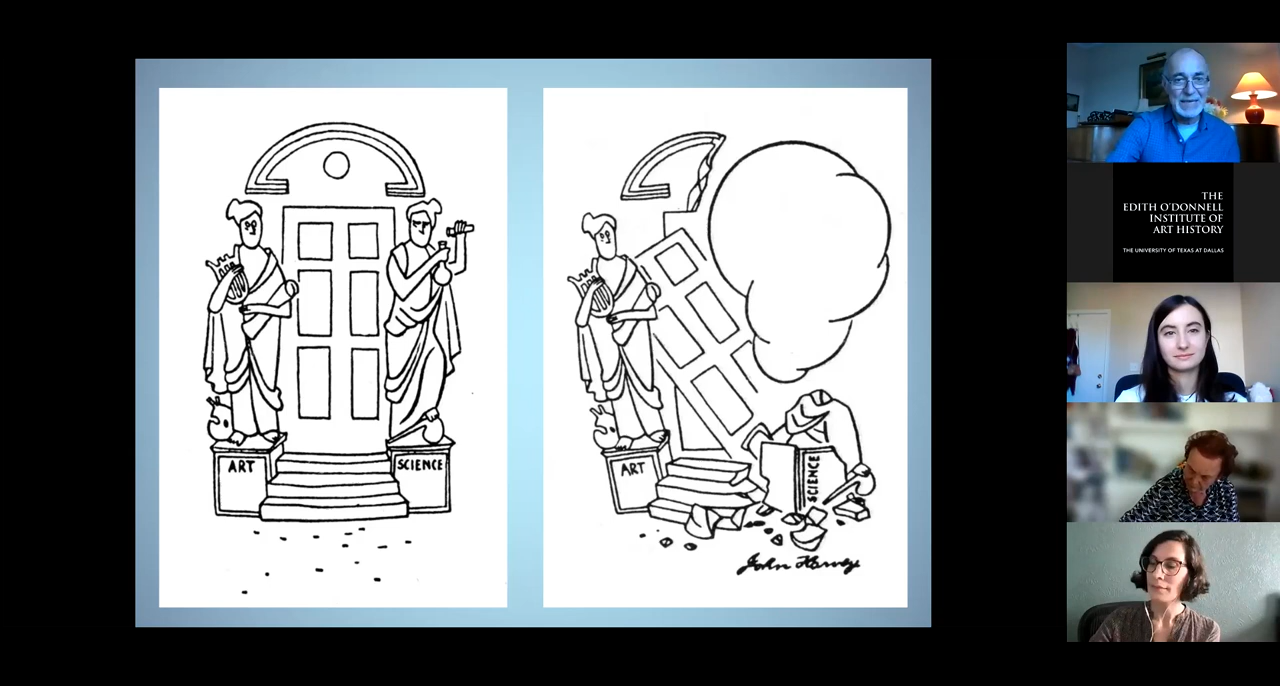 ART
SCIENCE
ART
SCIENCE
John Harvey
THE
EDITH O'DONNELL
INSTITUTE OF
ART HISTORY
THE UNIVERSITY OF TEXAS AT DALLAS